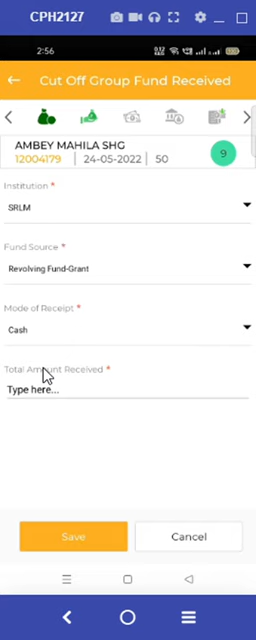 CPH2127
2:56
Cut Off Group Fund Received
AMBEY MAHILA SHG
12004179 | 24-05-2022 | 50
9
Institution *
SRLM
Fund Source *
Revolving Fund-Grant
Mode of Receipt *
Cash
Total Amount Received *
Type here...
Save
Cancel